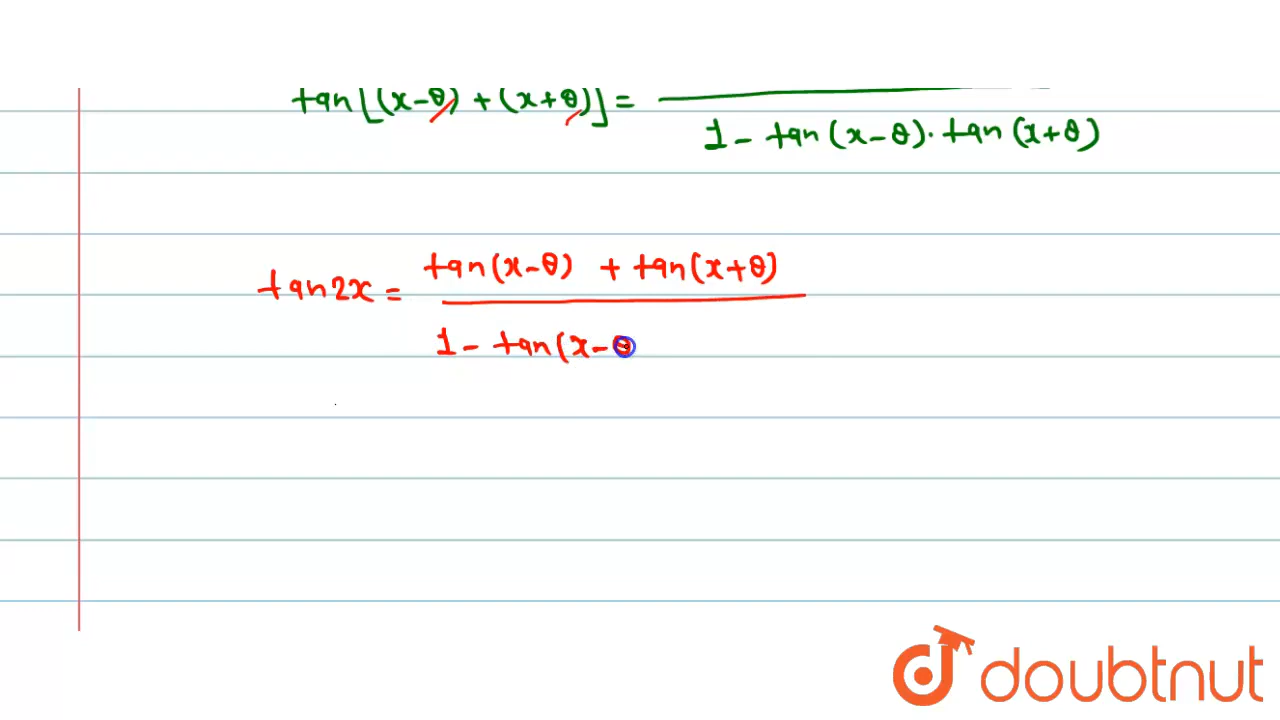 tan[(x-θ) + (x+θ)] =
1 - tan(x-θ). tan(x+θ)
tan(x-θ) + tan(x+θ)
tan2x =
1 - tan(x-θ
doubtnut